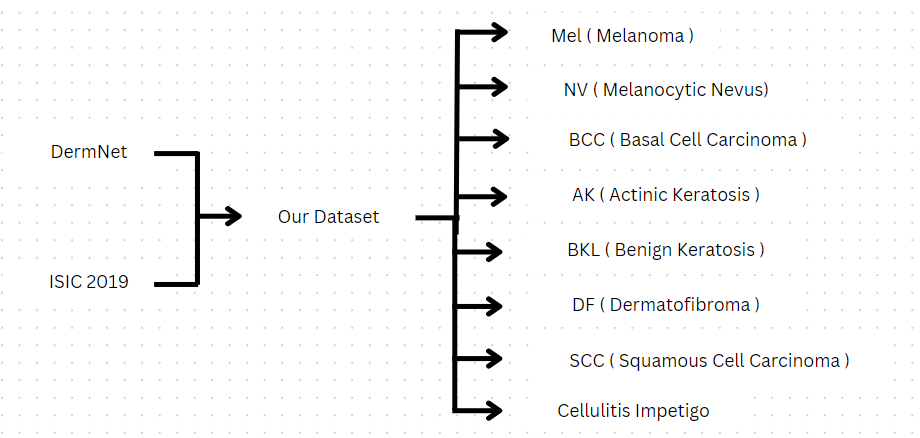 DermNet
ISIC 2019
Our Dataset
Mel ( Melanoma )
NV ( Melanocytic Nevus)
BCC ( Basal Cell Carcinoma )
AK ( Actinic Keratosis )
BKL ( Benign Keratosis )
DF ( Dermatofibroma )
SCC ( Squamous Cell Carcinoma )
Cellulitis Impetigo